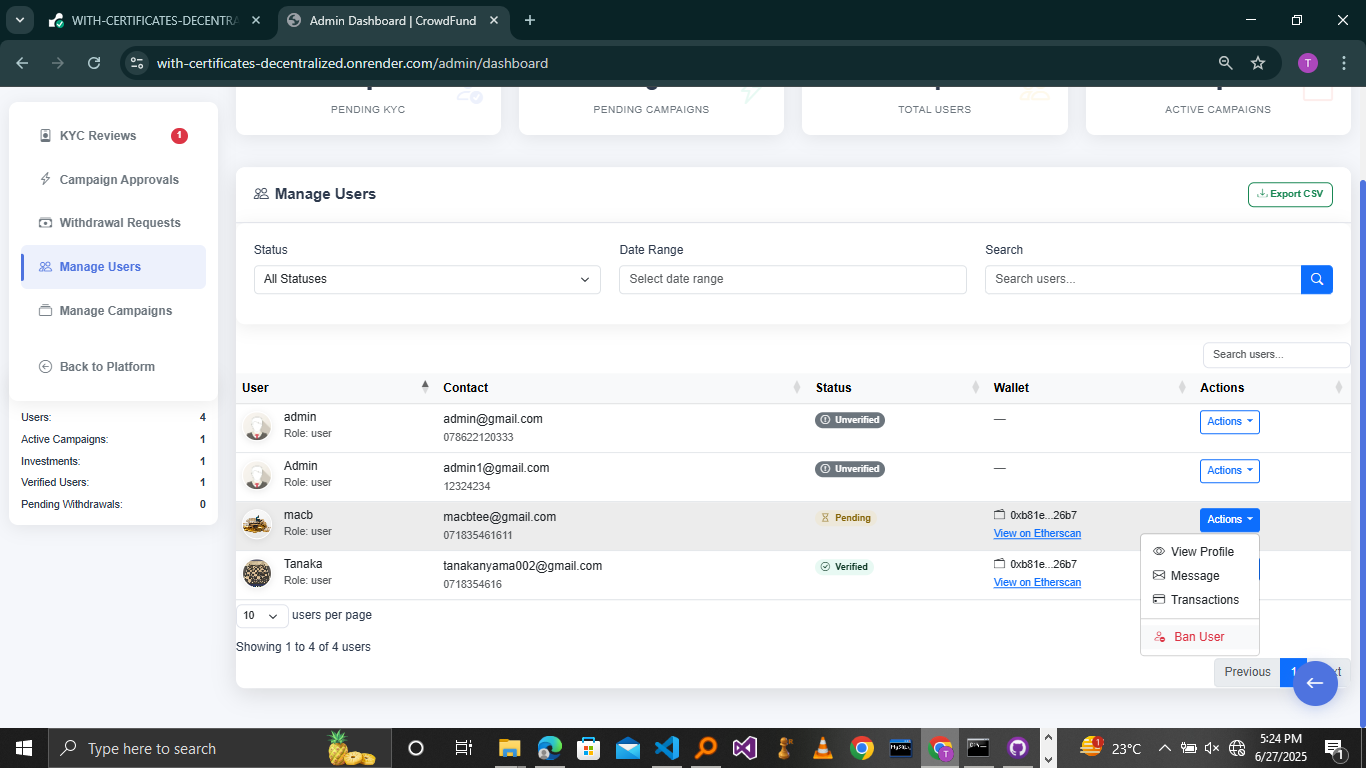 WITH-CERTIFICATES-DECENTRA
Admin Dashboard | CrowdFund
with-certificates-decentralized.onrender.com/admin/dashboard
T
PENDING KYC
PENDING CAMPAIGNS
TOTAL USERS
ACTIVE CAMPAIGNS
KYC Reviews 1
Campaign Approvals
Withdrawal Requests
Manage Users
Manage Campaigns
Back to Platform
Users: 4
Active Campaigns: 1
Investments: 1
Verified Users: 1
Pending Withdrawals: 0
Manage Users
Export CSV
Status Date Range Search
All Statuses Select date range Search users...
Search users...
User Contact Status Wallet Actions
admin admin@gmail.com Unverified — Actions
Role: user 078622120333
Admin admin1@gmail.com Unverified — Actions
Role: user 12324234
macb macbtee@gmail.com Pending 0xb81e...26b7 Actions
Role: user 071835461611 View on Etherscan
Tanaka tanakanyama002@gmail.com Verified 0xb81e...26b7
Role: user 0718354616 View on Etherscan
View Profile
Message
Transactions
Ban User
10 users per page
Showing 1 to 4 of 4 users
Previous 1
Type here to search
1 23°C
5:24 PM
6/27/2025
1